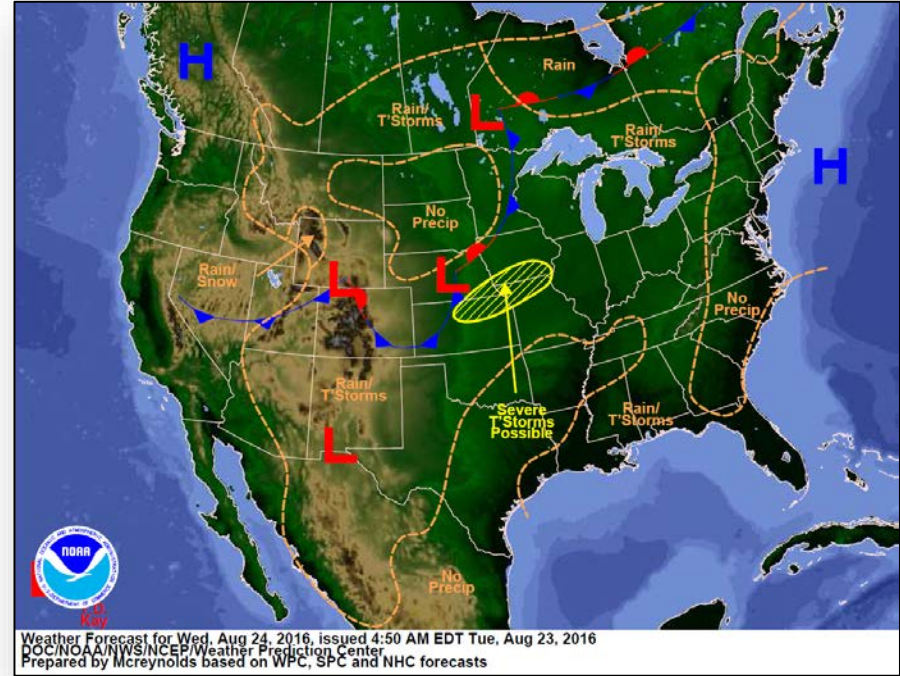 H
Rain
L
Rain/
T'Storms
Rain/
T'Storms
H
No
Precip
Rain/
Snow
L
L
No
Precip
Rain/
T'Storms
Severe
T'Storms
Possible
Rain/
T'Storms
L
NOAA
No
Precip
Kay
Weather Forecast for Wed, Aug 24, 2016, issued 4:50 AM EDT Tue, Aug 23, 2016
DOC/NOAA/NWS/NCEP/Weather Prediction Center
Prepared by Mcreynolds based on WPC, SPC and NHC forecasts